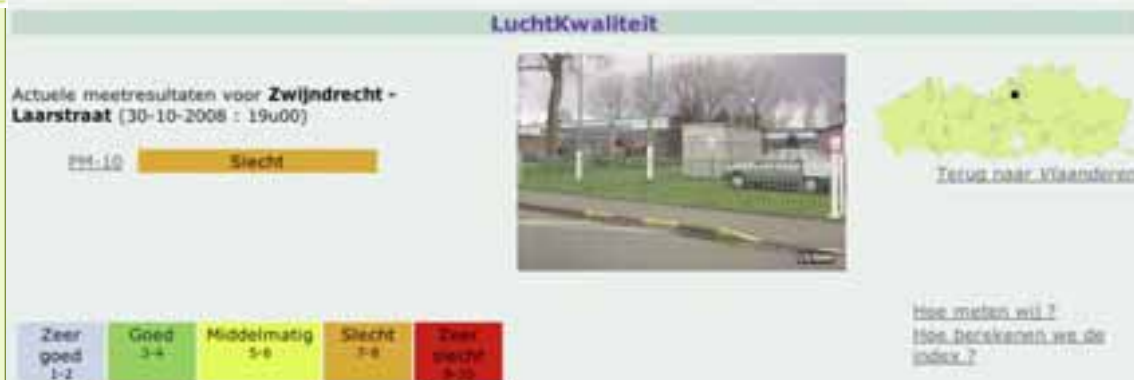 LuchtKwaliteit
Actuele meetresultaten voor Zwijndrecht -
Laarstraat (30-10-2008 : 19u00)
PM-10 Slecht
Terug naar Vlaanderen
Hoe meten wij ?
Hoe berekenen we de
index ?
Zeer
goed
1-2
Goed
3-4
Middelmatig
5-6
Slecht
7-8
Zeer
slecht
9-10